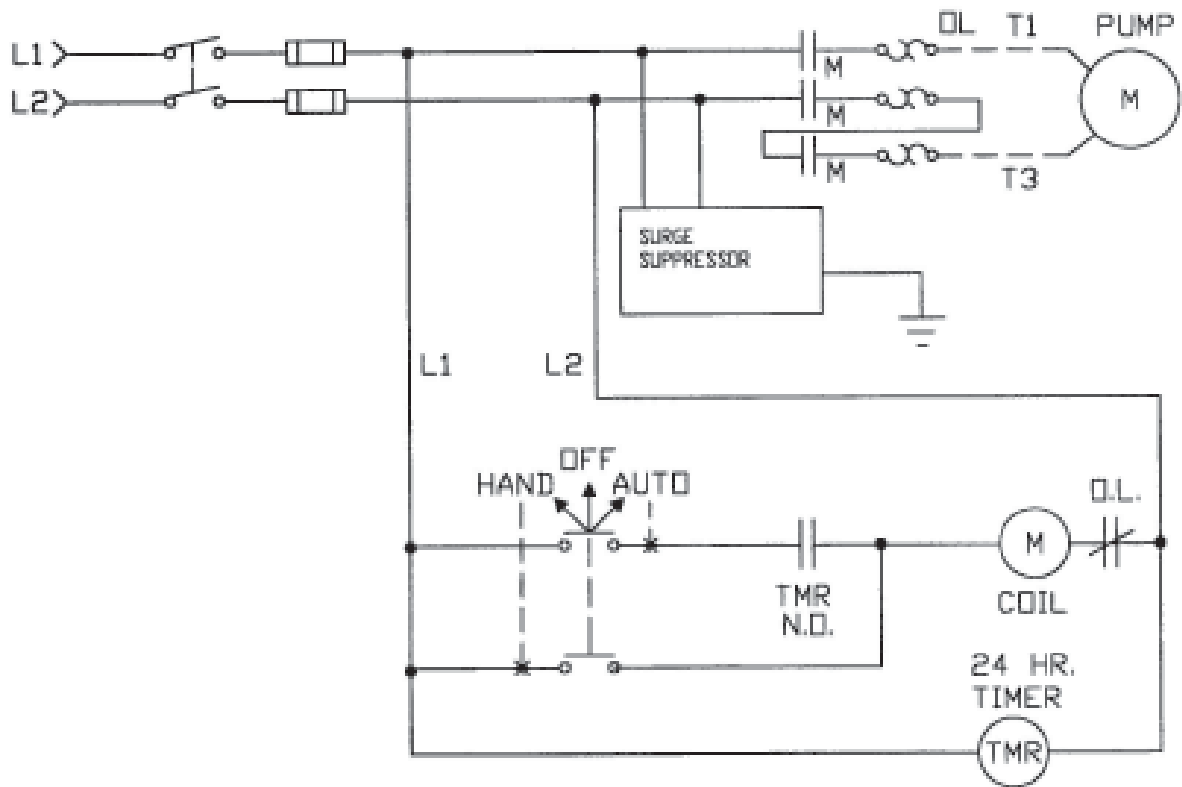 L1
L2
OL T1 PUMP
M
M
M
M
T3
SURGE
SUPPRESSOR
L1
L2
OFF
HAND AUTO
O.L.
M
COIL
TMR
N.O.
24 HR.
TIMER
TMR